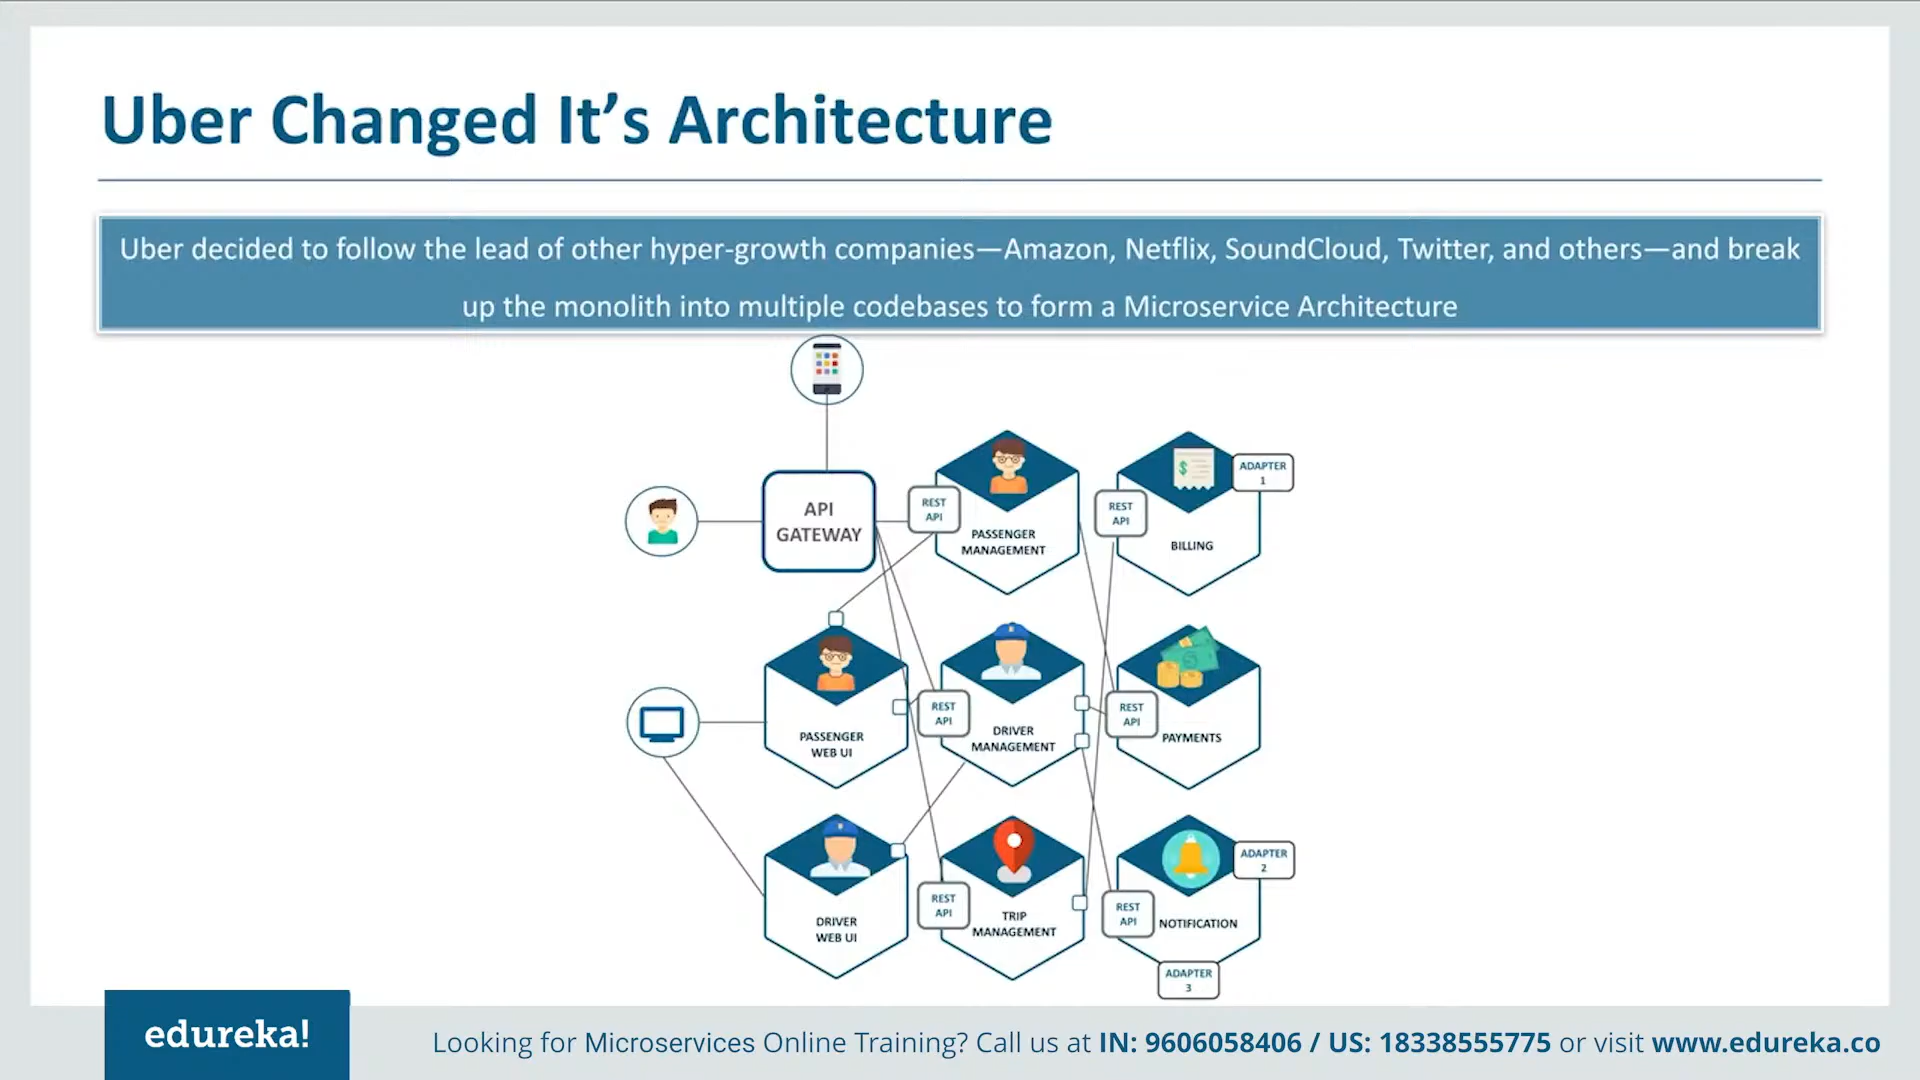 Uber Changed It’s Architecture
Uber decided to follow the lead of other hyper-growth companies—Amazon, Netflix, SoundCloud, Twitter, and others—and break
up the monolith into multiple codebases to form a Microservice Architecture
API
GATEWAY
REST
API
PASSENGER
MANAGEMENT
REST
API
BILLING
ADAPTER
1
PASSENGER
WEB UI
REST
API
DRIVER
MANAGEMENT
REST
API
PAYMENTS
DRIVER
WEB UI
REST
API
TRIP
MANAGEMENT
REST
API
NOTIFICATION
ADAPTER
2
ADAPTER
3
edureka!
Looking for Microservices Online Training? Call us at IN: 9606058406 / US: 18338555775 or visit www.edureka.co